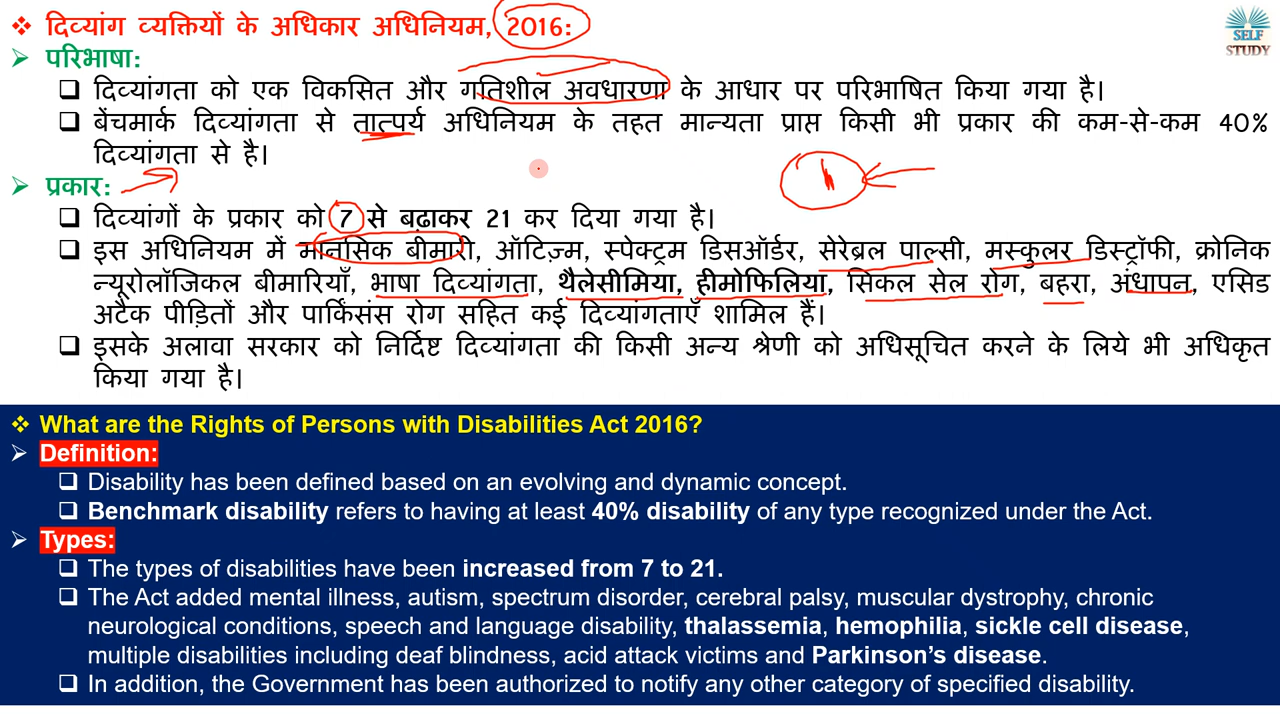 ❖ दिव्यांग व्यक्तियों के अधिकार अधिनियम, 2016:
SELF
STUDY
➢ परिभाषा:
❑ दिव्यांगता को एक विकसित और गतिशील अवधारणा के आधार पर परिभाषित किया गया है।
❑ बेंचमार्क दिव्यांगता से तात्पर्य अधिनियम के तहत मान्यता प्राप्त किसी भी प्रकार की कम-से-कम 40%
दिव्यांगता से है।
➢ प्रकार:
❑ दिव्यांगों के प्रकार को 7 से बढ़ाकर 21 कर दिया गया है।
❑ इस अधिनियम में मानसिक बीमारी, ऑटिज़्म, स्पेक्ट्रम डिसऑर्डर, सेरेब्रल पाल्सी, मस्कुलर डिस्ट्रॉफी, क्रोनिक
न्यूरोलॉजिकल बीमारियाँ, भाषा दिव्यांगता, थैलेसीमिया, हीमोफिलिया, सिकल सेल रोग, बहरा, अंधापन, एसिड
अटैक पीड़ितों और पार्किंसंस रोग सहित कई दिव्यांगताएँ शामिल हैं।
❑ इसके अलावा सरकार को निर्दिष्ट दिव्यांगता की किसी अन्य श्रेणी को अधिसूचित करने के लिये भी अधिकृत
किया गया है।
❖ What are the Rights of Persons with Disabilities Act 2016?
➢ Definition:
❑ Disability has been defined based on an evolving and dynamic concept.
❑ Benchmark disability refers to having at least 40% disability of any type recognized under the Act.
➢ Types:
❑ The types of disabilities have been increased from 7 to 21.
❑ The Act added mental illness, autism, spectrum disorder, cerebral palsy, muscular dystrophy, chronic
neurological conditions, speech and language disability, thalassemia, hemophilia, sickle cell disease,
multiple disabilities including deaf blindness, acid attack victims and Parkinson's disease.
❑ In addition, the Government has been authorized to notify any other category of specified disability.